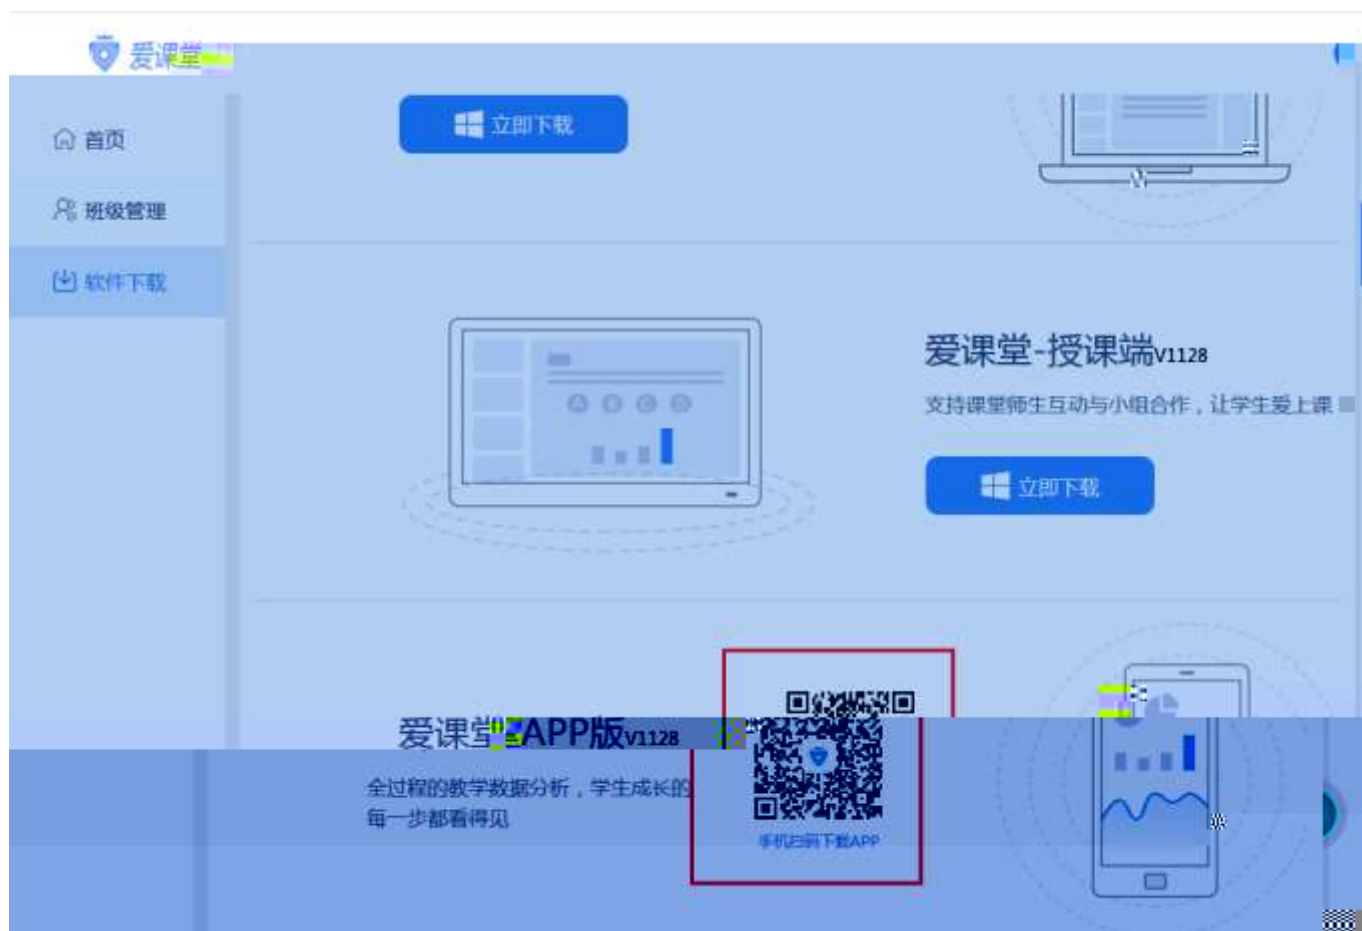 爱课堂
首页
班级管理
软件下载
立即下载
爱课堂-授课端V1128
支持课堂师生互动与小组合作，让学生爱上课
立即下载
A B C D
爱课堂-APP版V1128
全过程的教学数据分析，学生成长的
每一步都看得见
手机扫码下载APP